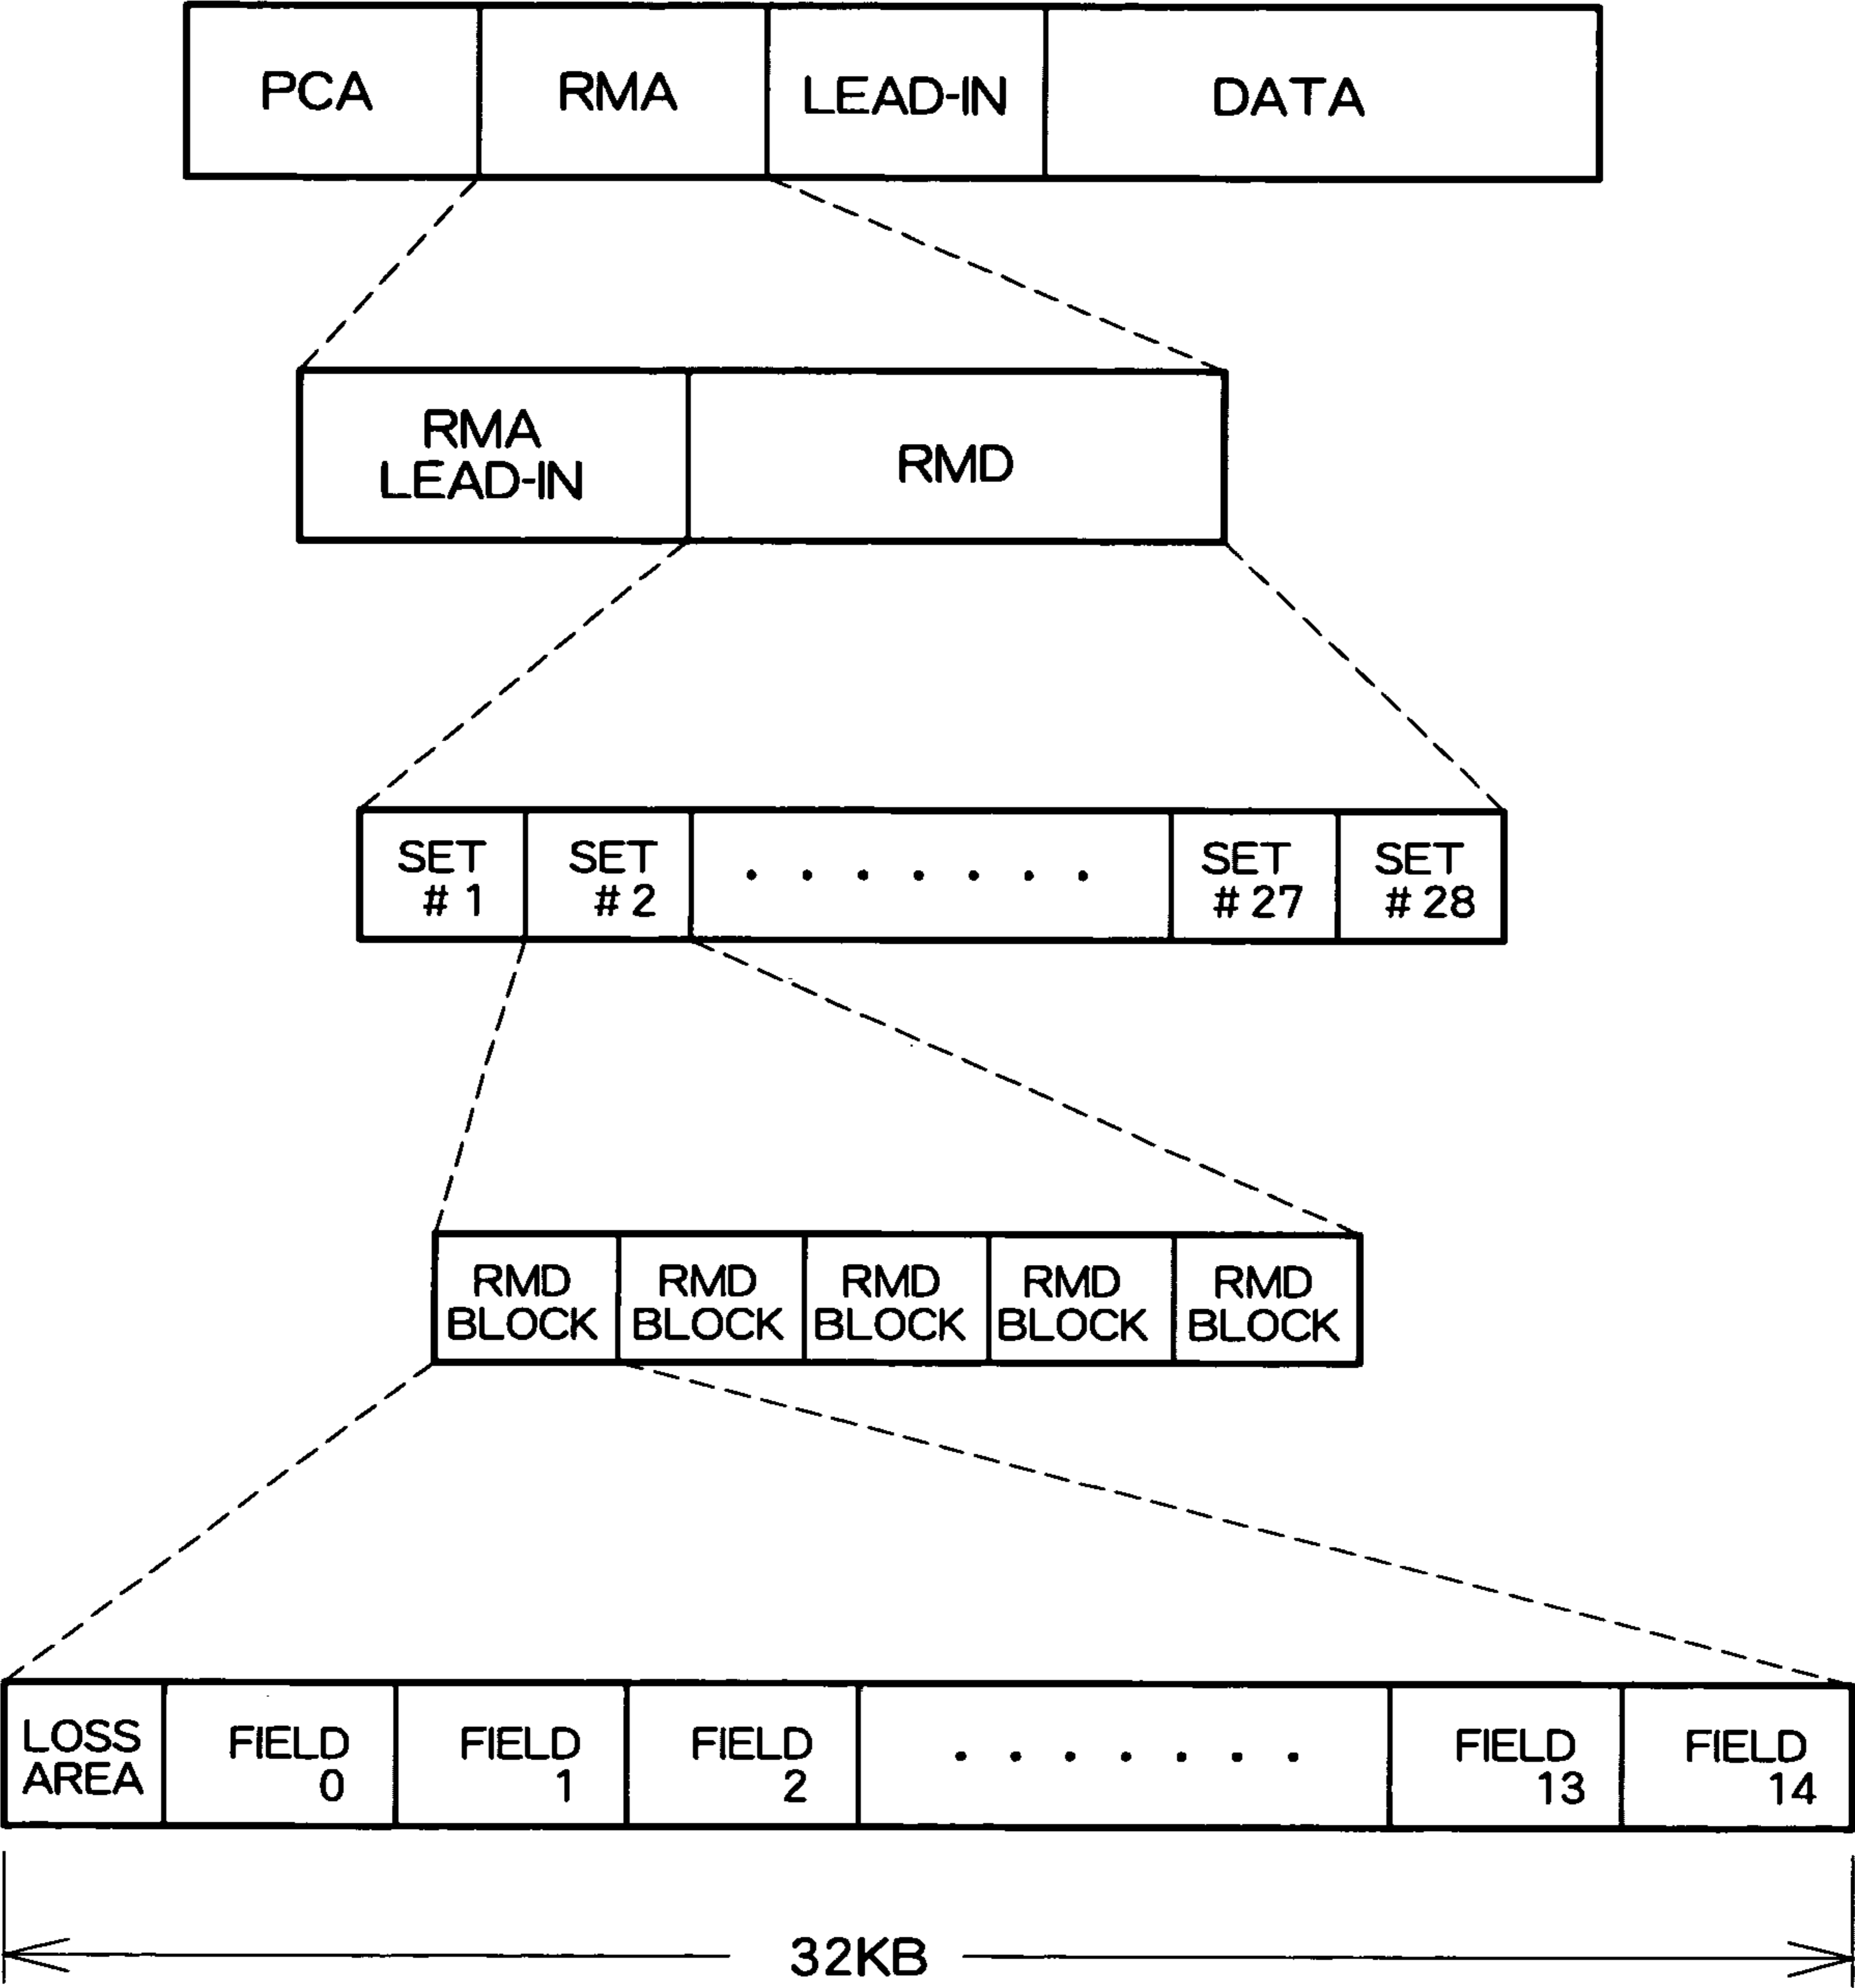 PCA
RMA
LEAD-IN
DATA
RMA
LEAD-IN
RMD
SET
#1
SET
#2
SET
#27
SET
#28
RMD
BLOCK
RMD
BLOCK
RMD
BLOCK
RMD
BLOCK
RMD
BLOCK
LOSS
AREA
FIELD
0
FIELD
1
FIELD
2
FIELD
13
FIELD
14
32KB